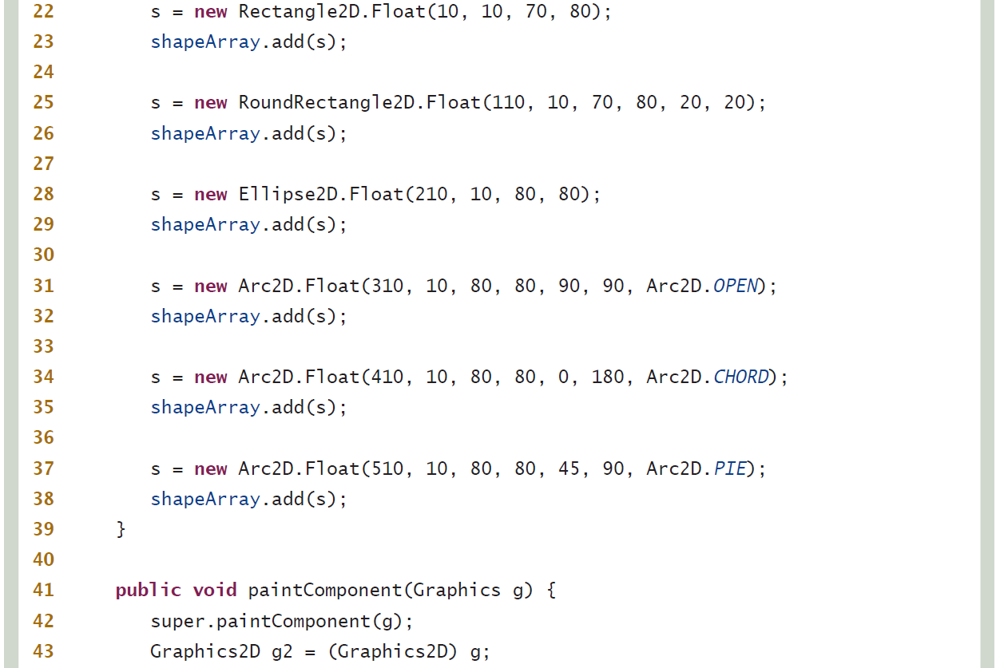 22 s = new Rectangle2D.Float(10, 10, 70, 80);
23 shapeArray.add(s);
24
25 s = new RoundRectangle2D.Float(110, 10, 70, 80, 20, 20);
26 shapeArray.add(s);
27
28 s = new Ellipse2D.Float(210, 10, 80, 80);
29 shapeArray.add(s);
30
31 s = new Arc2D.Float(310, 10, 80, 80, 90, 90, Arc2D.OPEN);
32 shapeArray.add(s);
33
34 s = new Arc2D.Float(410, 10, 80, 80, 0, 180, Arc2D.CHORD);
35 shapeArray.add(s);
36
37 s = new Arc2D.Float(510, 10, 80, 80, 45, 90, Arc2D.PIE);
38 shapeArray.add(s);
39 }
40
41 public void paintComponent(Graphics g) {
42 super.paintComponent(g);
43 Graphics2D g2 = (Graphics2D) g;